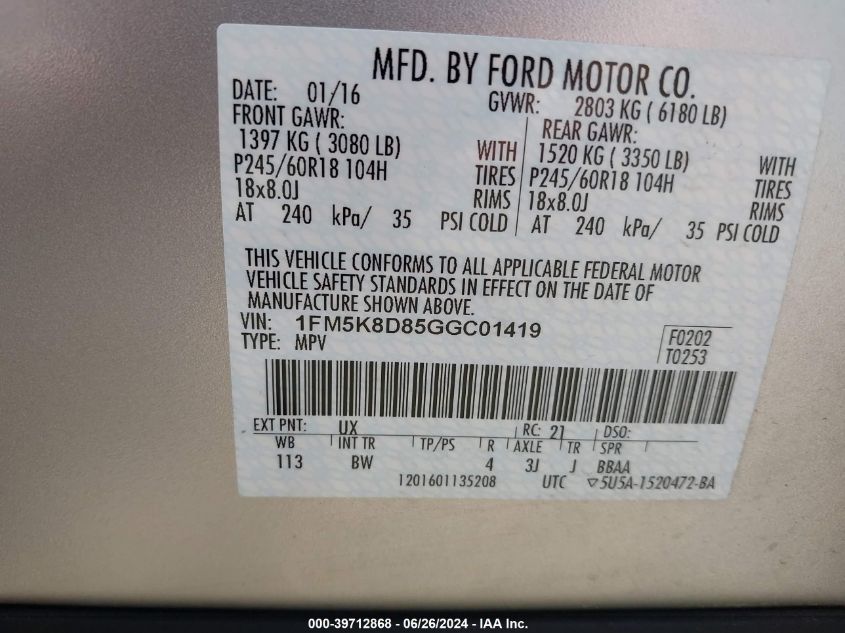 MFD. BY FORD MOTOR CO.
DATE: 01/16 GVWR: 2803 KG ( 6180 LB)
FRONT GAWR: REAR GAWR:
1397 KG ( 3080 LB) WITH 1520 KG ( 3350 LB) WITH
P245/60R18 104H TIRES P245/60R18 104H TIRES
18x8.0J RIMS 18x8.0J RIMS
AT 240 kPa/ 35 PSI COLD AT 240 kPa/ 35 PSI COLD
THIS VEHICLE CONFORMS TO ALL APPLICABLE FEDERAL MOTOR
VEHICLE SAFETY STANDARDS IN EFFECT ON THE DATE OF
MANUFACTURE SHOWN ABOVE.
VIN: 1FM5K8D85GGC01419 F0202
TYPE: MPV T0253
EXT PNT: UX RC: 21 DSO:
WB INT TR TP/PS R AXLE TR SPR
113 BW 4 3J J BBAA
1201601135208 UTC ▽5U5A-1520472-BA
000-39712868 - 06/26/2024 - IAA Inc.